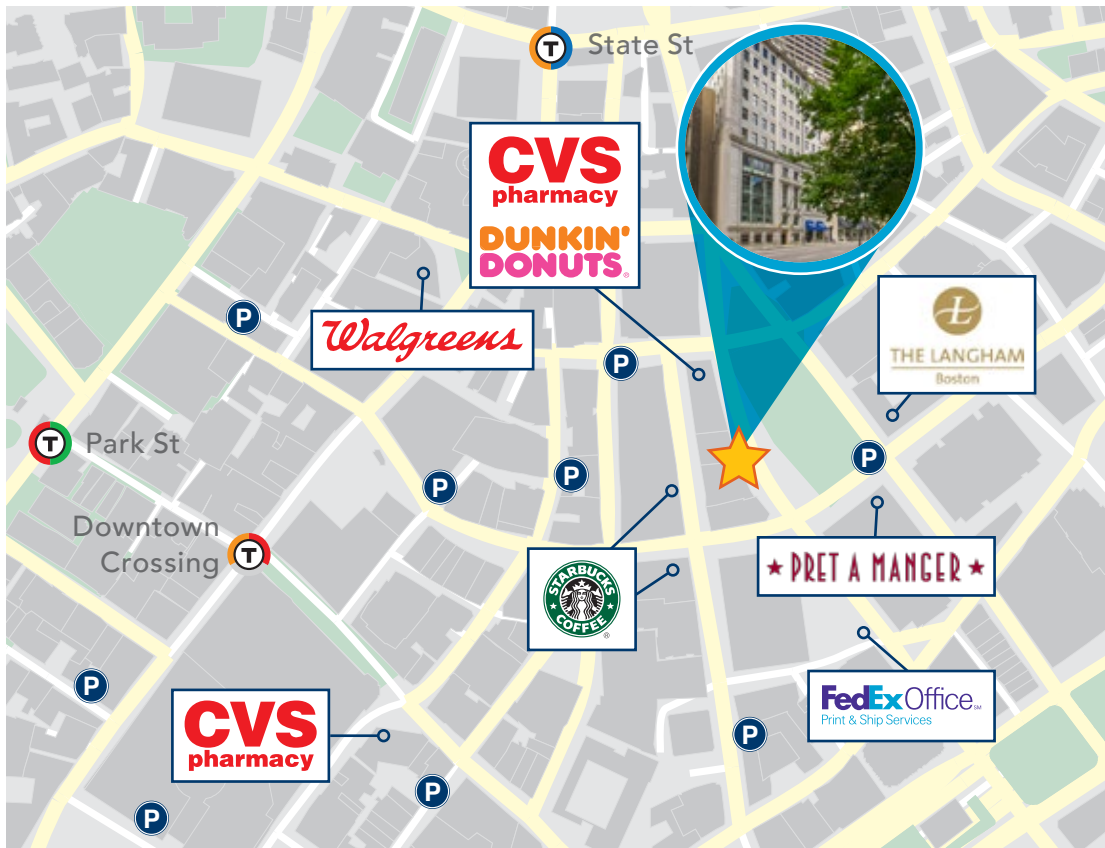 T State St
CVS
pharmacy
DUNKIN'
DONUTS®
L
THE LANGHAM
Boston
P
Walgreens
P
T Park St
P
P
P
Downtown
Crossing T
STARBUCKS
COFFEE ®
PRET A MANGER
P
CVS
pharmacy
FedEx Office SM
Print & Ship Services
P
P
P